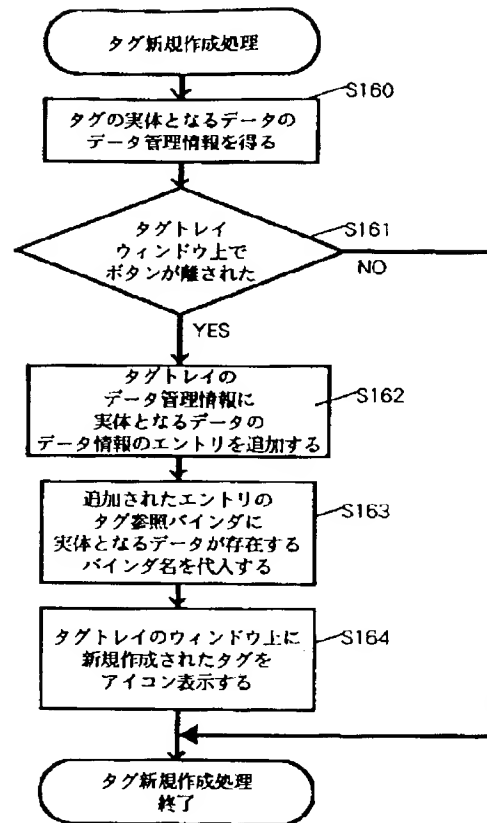 タグ新規作成処理
S160
タグの実体となるデータの
データ管理情報を得る
S161
タグトレイ
ウィンドウ上で
ボタンが離された
NO
YES
タグトレイの
データ管理情報に
実体となるデータの
データ情報のエントリを追加する
S162
追加されたエントリの
タグ参照バインダに
実体となるデータが存在する
バインダ名を代入する
S163
タグトレイのウィンドウ上に
新規作成されたタグを
アイコン表示する
S164
タグ新規作成処理
終了